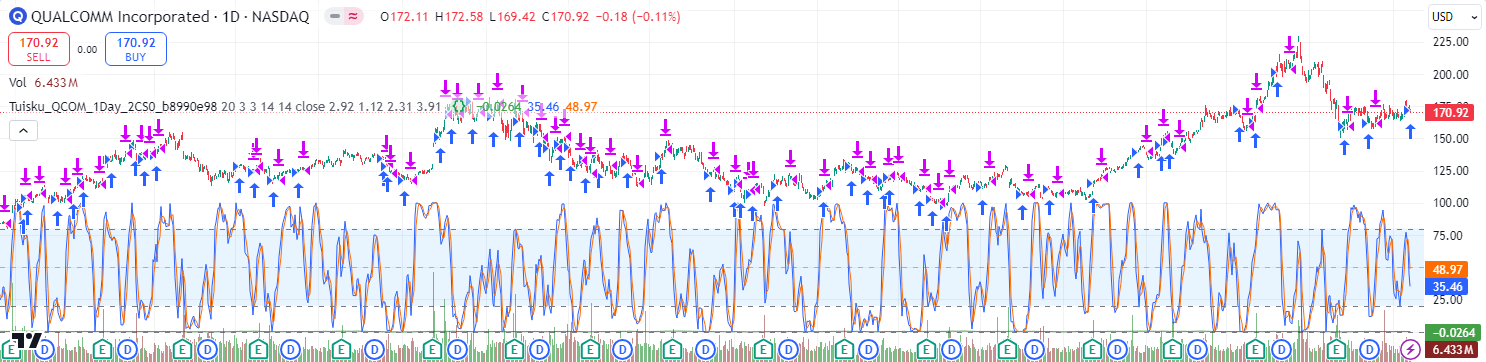 QUALCOMM Incorporated · 1D · NASDAQ O172.11 H172.58 L169.42 C170.92 −0.18 (−0.11%)
USD
170.92 SELL
0.00
170.92 BUY
Vol 6.433M
Tuisku_QCOM_1Day_2CS0_b8990e98 20 3 3 14 14 close 2.92 1.12 2.31 3.91 −0.0264 35.46 48.97
225.00
200.00
170.92
150.00
125.00
100.00
75.00
48.97
35.46
25.00
−0.0264
6.433M
E D E D E D E D E D E D E D E D E D E D E D E D E D E D E D E D E D